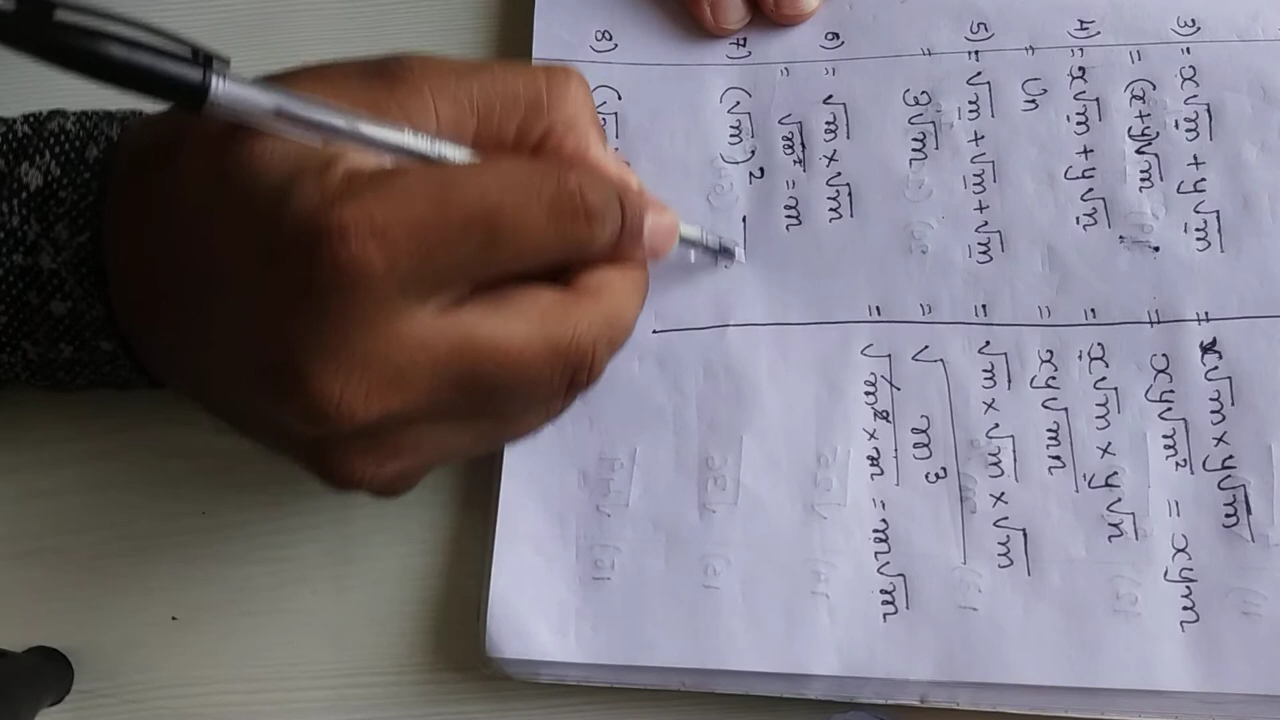 3) = x√m + y√m = x√m × y√m
= (x+y)√m = xy√m² = xym
4) = x√m + y√n = x√m × y√n
= Un = xy√mn
5) = √m + √m + √m = √m × √m × √m
= 3√m = √m³
6) = √m × √m = √m² × m = m√m
= √m² = m
7) (√m)²
8)